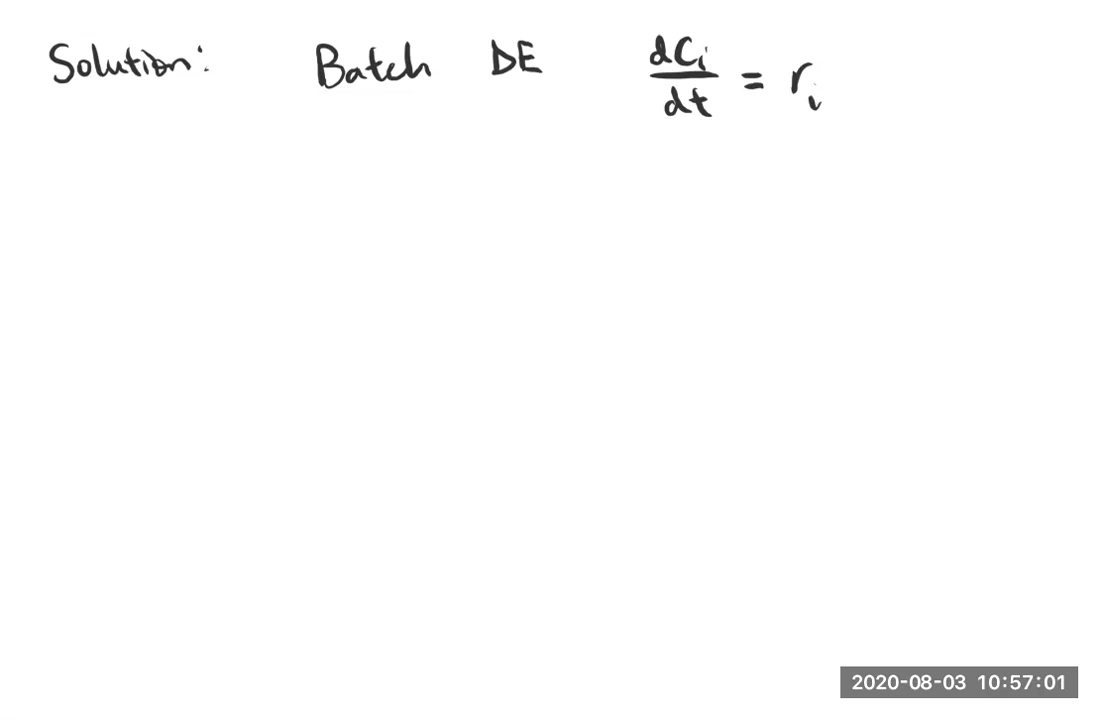 Solution: Batch DE dCi/dt = ri
2020-08-03 10:57:01